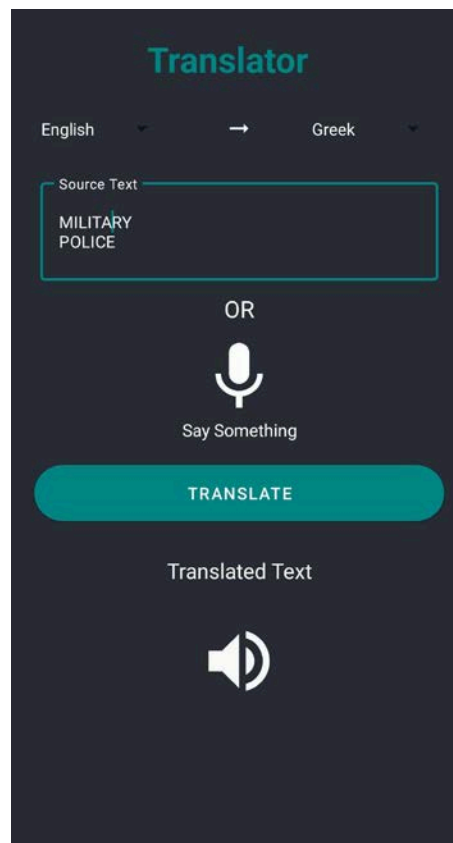 Translator
English → Greek
Source Text
MILITARY
POLICE
OR
Say Something
TRANSLATE
Translated Text